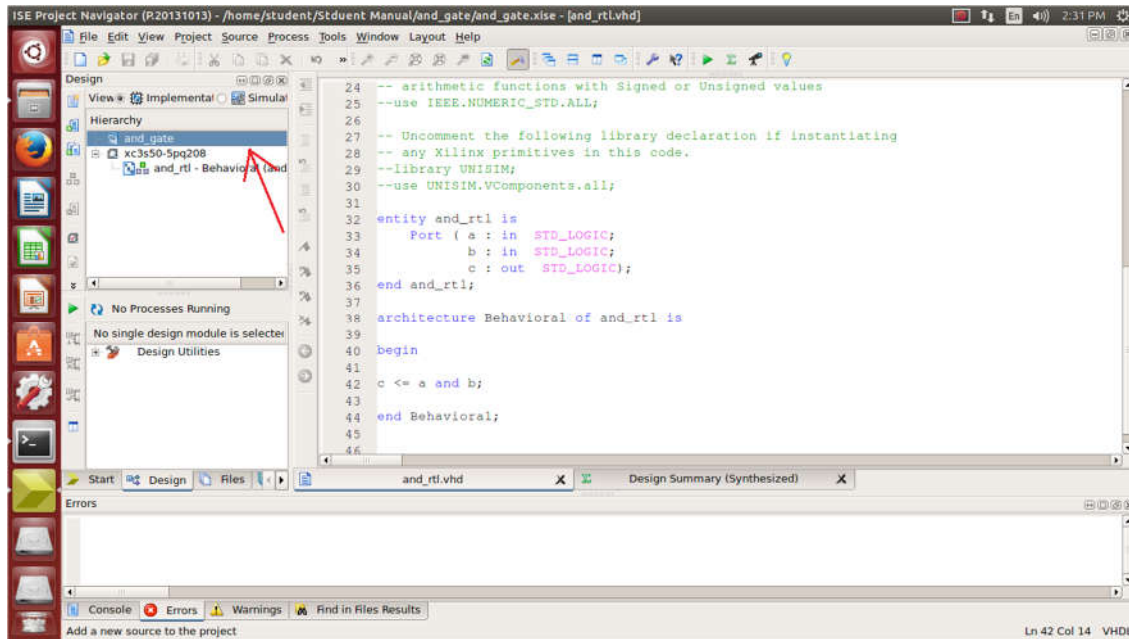 ISE Project Navigator (P.20131013) - /home/student/Stduent Manual/and_gate/and_gate.xise - [and_rtl.vhd]
En 2:31 PM
File Edit View Project Source Process Tools Window Layout Help
Design
View: Implementat Simulat
Hierarchy
and_gate
xc3s50-5pq208
and_rtl - Behavioral (and
No Processes Running
No single design module is selected
Design Utilities
Start Design Files
24 -- arithmetic functions with Signed or Unsigned values
25 --use IEEE.NUMERIC_STD.ALL;
26
27 -- Uncomment the following library declaration if instantiating
28 -- any Xilinx primitives in this code.
29 --library UNISIM;
30 --use UNISIM.VComponents.all;
31
32 entity and_rtl is
33 Port ( a : in STD_LOGIC;
34 b : in STD_LOGIC;
35 c : out STD_LOGIC);
36 end and_rtl;
37
38 architecture Behavioral of and_rtl is
39
40 begin
41
42 c <= a and b;
43
44 end Behavioral;
45
46
and_rtl.vhd Design Summary (Synthesized)
Errors
Console Errors Warnings Find in Files Results
Add a new source to the project Ln 42 Col 14 VHDL